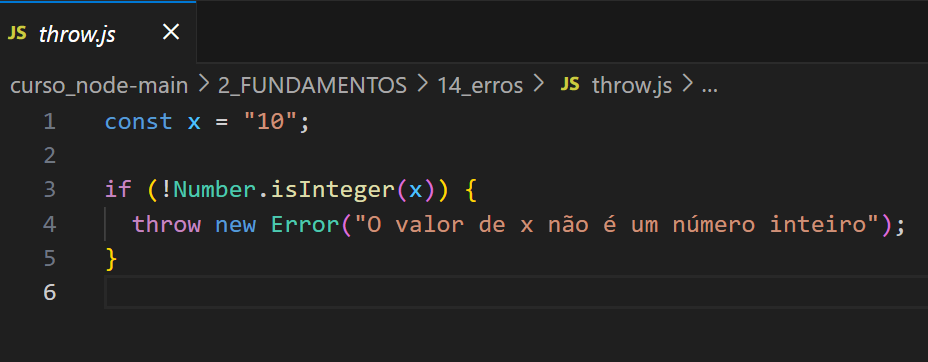 JS throw.js ×
curso_node-main > 2_FUNDAMENTOS > 14_erros > JS throw.js > ...
1 const x = "10";
2
3 if (!Number.isInteger(x)) {
4 throw new Error("O valor de x não é um número inteiro");
5 }
6